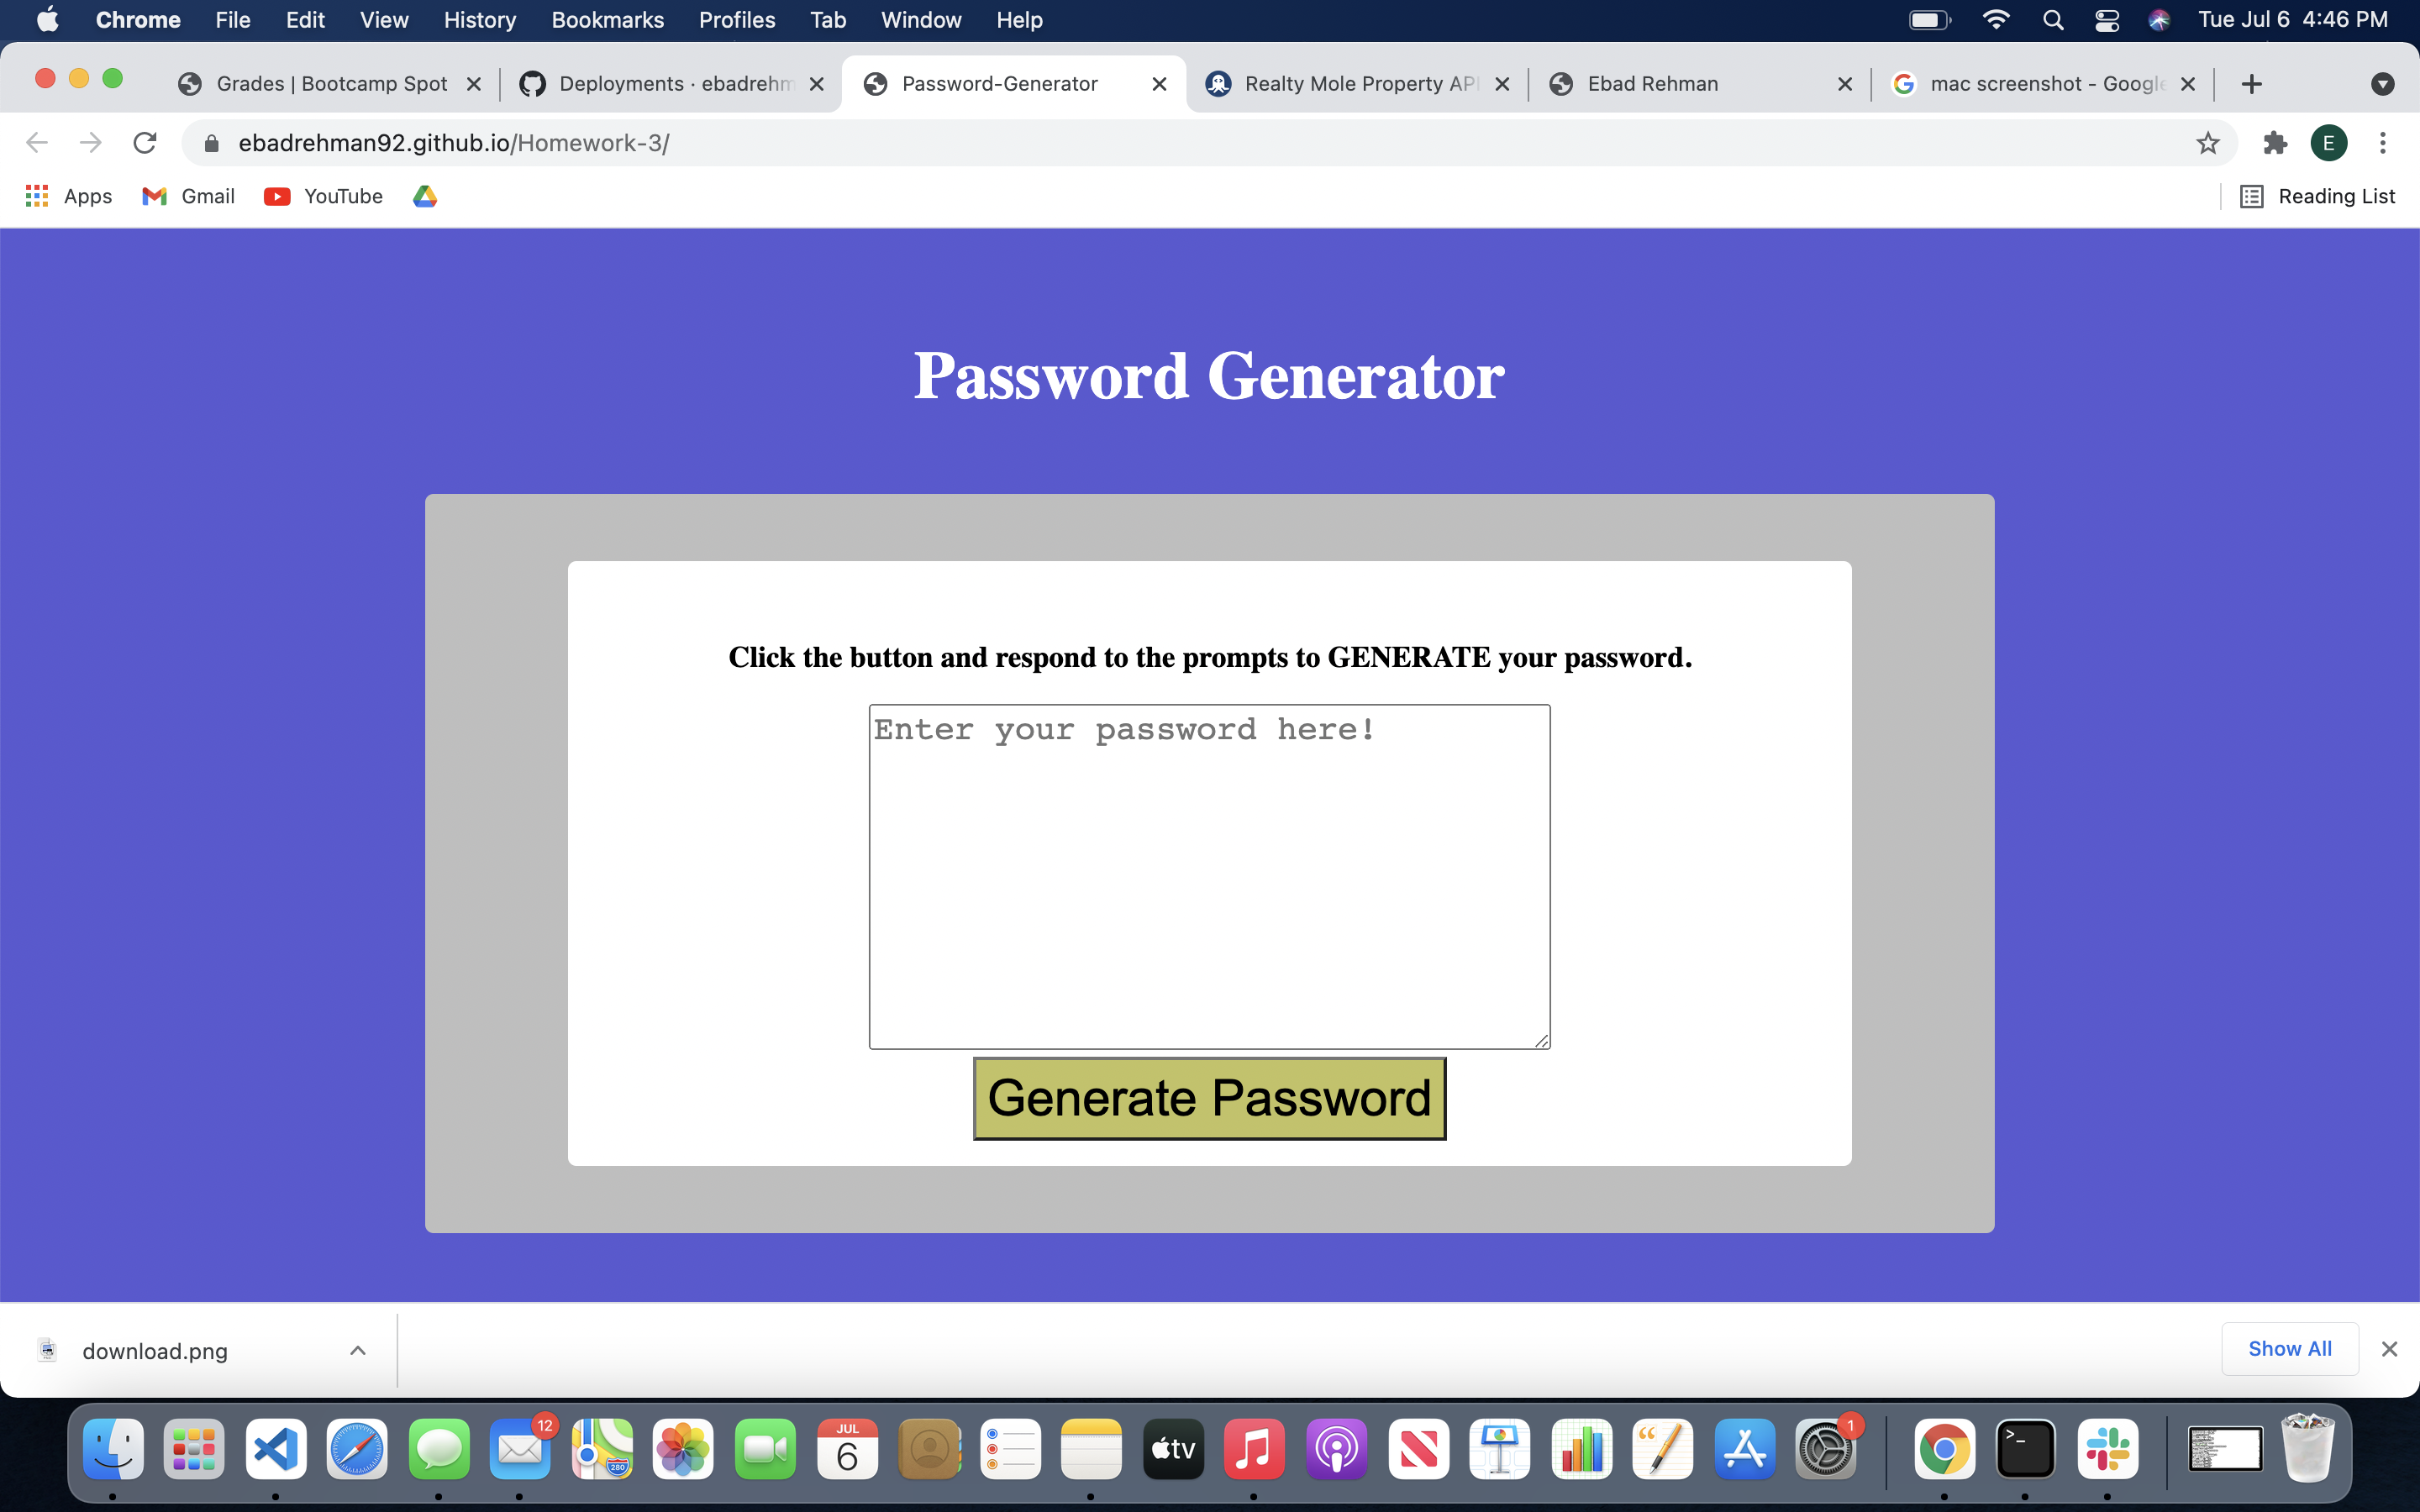 Chrome File Edit View History Bookmarks Profiles Tab Window Help Tue Jul 6 4:46 PM
Grades | Bootcamp Spot Deployments · ebadrehm Password-Generator Realty Mole Property API Ebad Rehman mac screenshot - Google
ebadrehman92.github.io/Homework-3/ E
Apps Gmail YouTube Reading List
Password Generator
Click the button and respond to the prompts to GENERATE your password.
Enter your password here!
Generate Password
download.png Show All
12 280 JUL 6 tv 1 >_